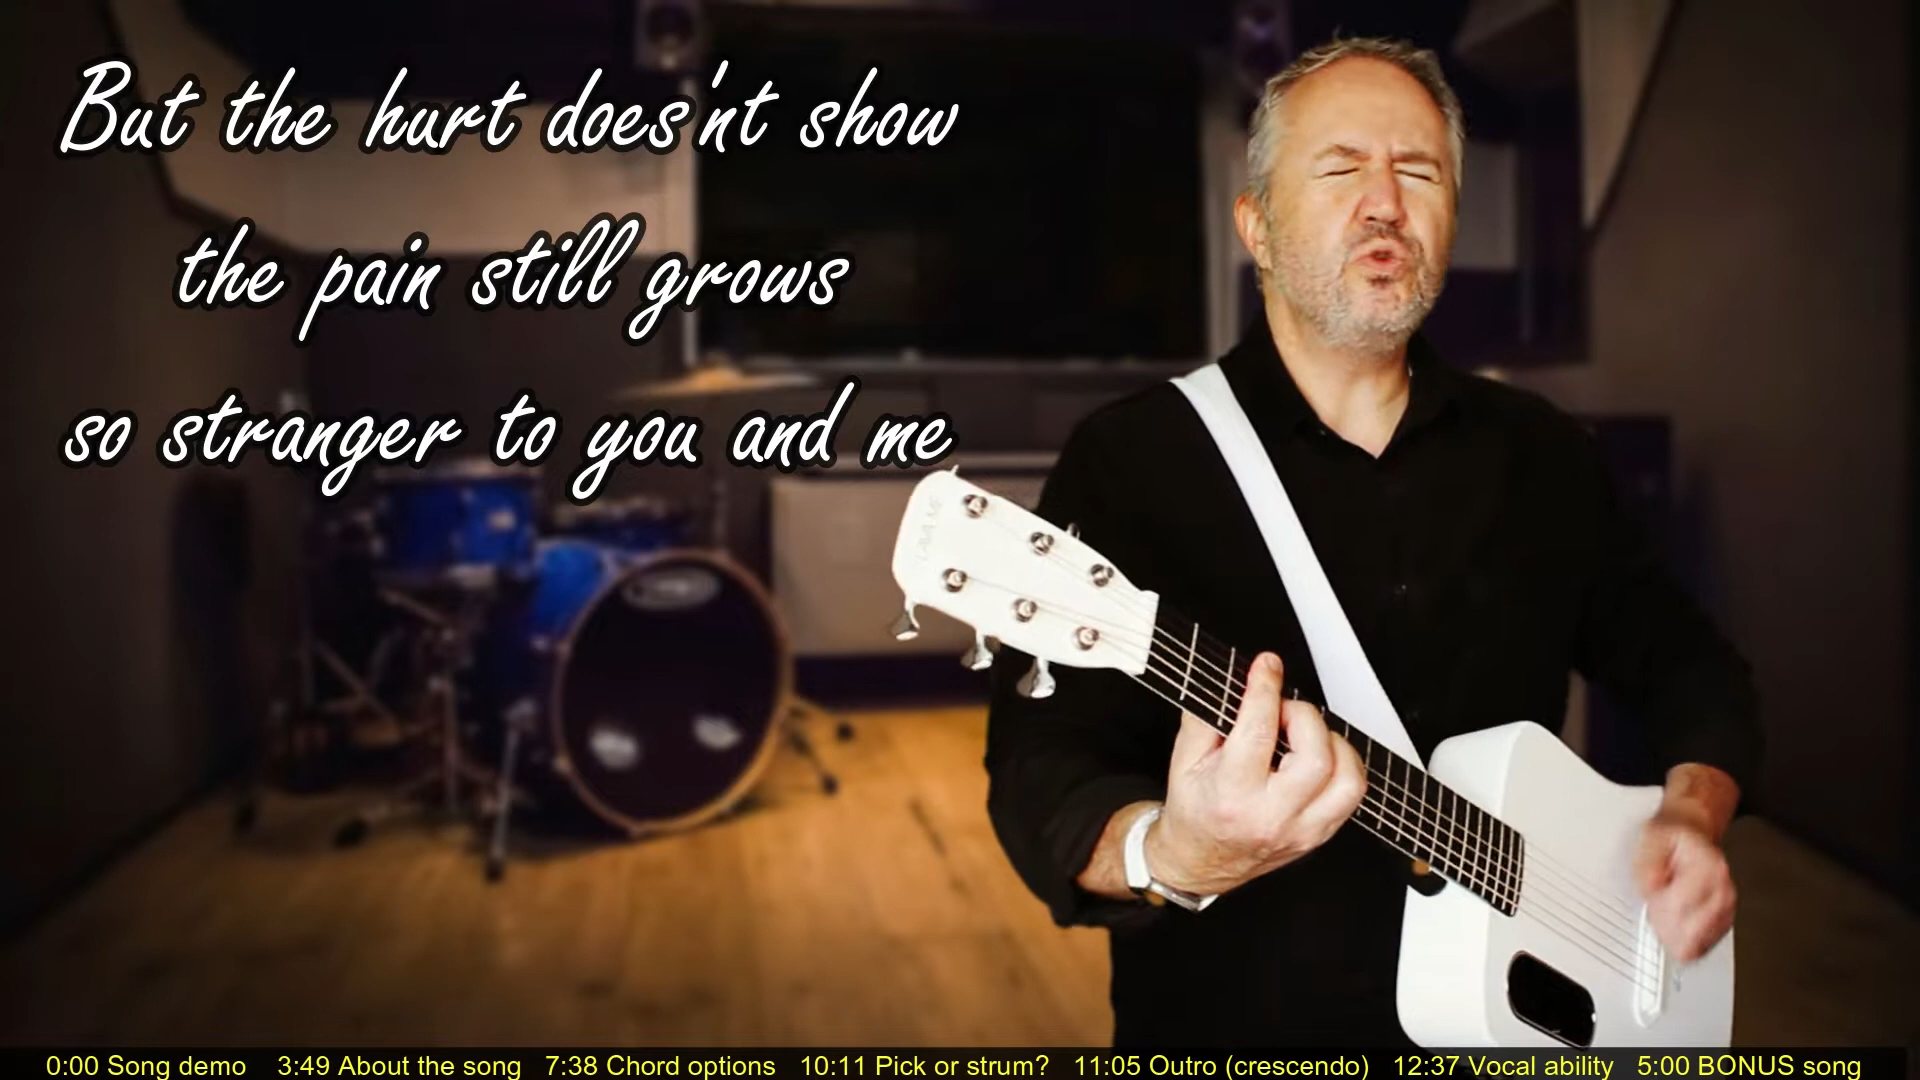 But the hurt does'nt show
the pain still grows
so stranger to you and me
0:00 Song demo 3:49 About the song 7:38 Chord options 10:11 Pick or strum? 11:05 Outro (crescendo) 12:37 Vocal ability 5:00 BONUS song